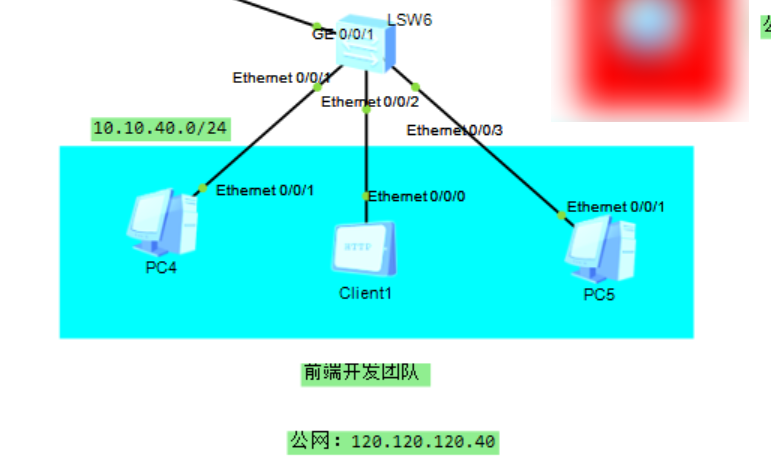 LSW6
GE 0/0/1
Ethernet 0/0/1
Ethernet 0/0/2
Ethernet 0/0/3
10.10.40.0/24
Ethernet 0/0/1
Ethernet 0/0/0
Ethernet 0/0/1
HTTP
PC4
Client1
PC5
前端开发团队
公网：120.120.120.40